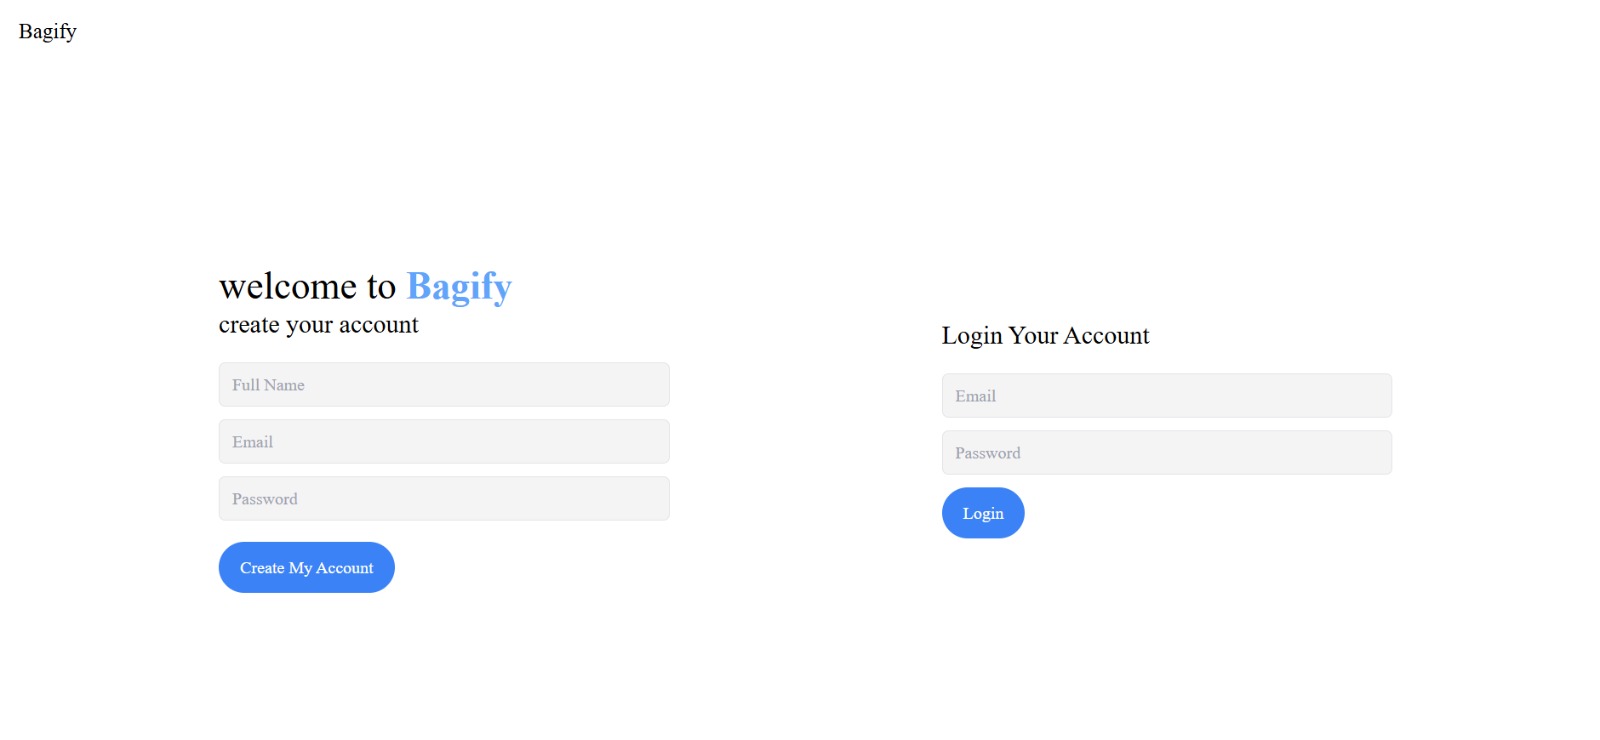 Bagify
welcome to Bagify
create your account
Full Name
Email
Password
Create My Account
Login Your Account
Email
Password
Login